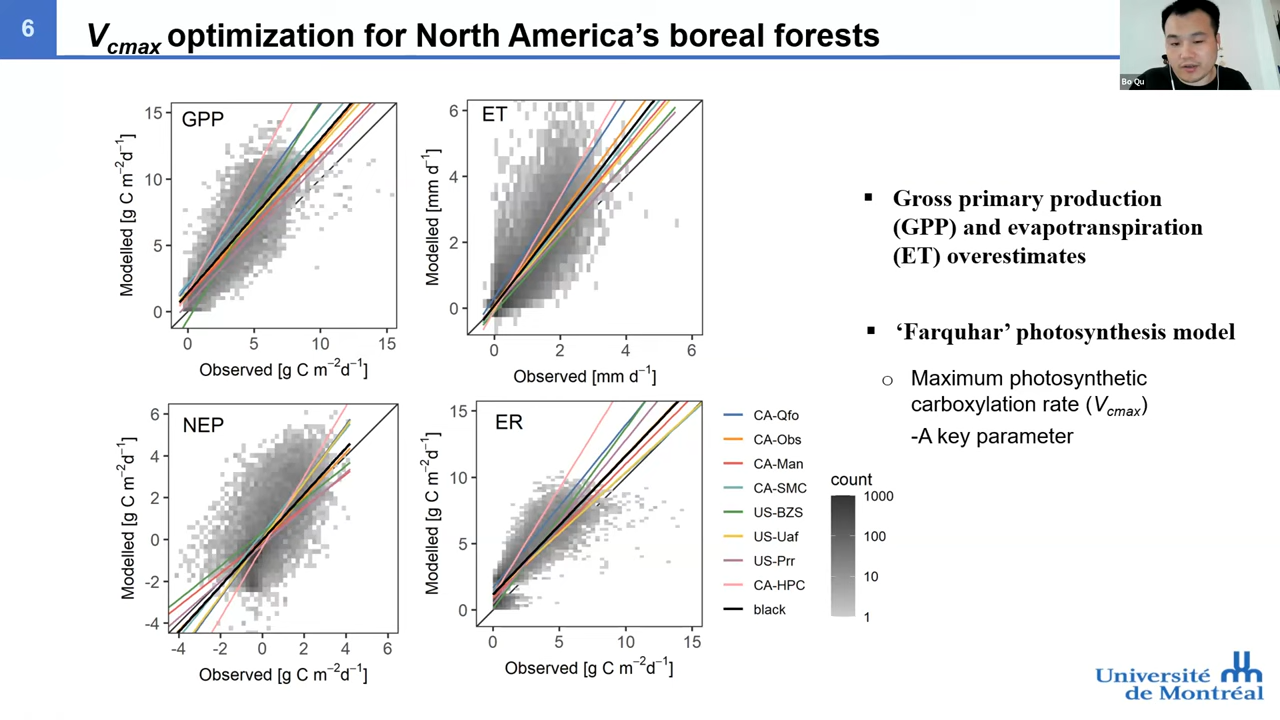 6
Vcmax optimization for North America's boreal forests
Bo Qu
GPP
15
10
5
0
0 5 10 15
Modelled [g C m−2d−1]
Observed [g C m−2d−1]
ET
6
4
2
0
0 2 4 6
Modelled [mm d−1]
Observed [mm d−1]
NEP
6
4
2
0
-2
-4
-4 -2 0 2 4 6
Modelled [g C m−2d−1]
Observed [g C m−2d−1]
ER
15
10
5
0
0 5 10 15
Modelled [g C m−2d−1]
Observed [g C m−2d−1]
CA-Qfo
CA-Obs
CA-Man
CA-SMC
US-BZS
US-Uaf
US-Prr
CA-HPC
black
count
1000
100
10
1
▪ Gross primary production
(GPP) and evapotranspiration
(ET) overestimates
▪ ‘Farquhar’ photosynthesis model
o Maximum photosynthetic
carboxylation rate (Vcmax)
-A key parameter
Université
de Montréal